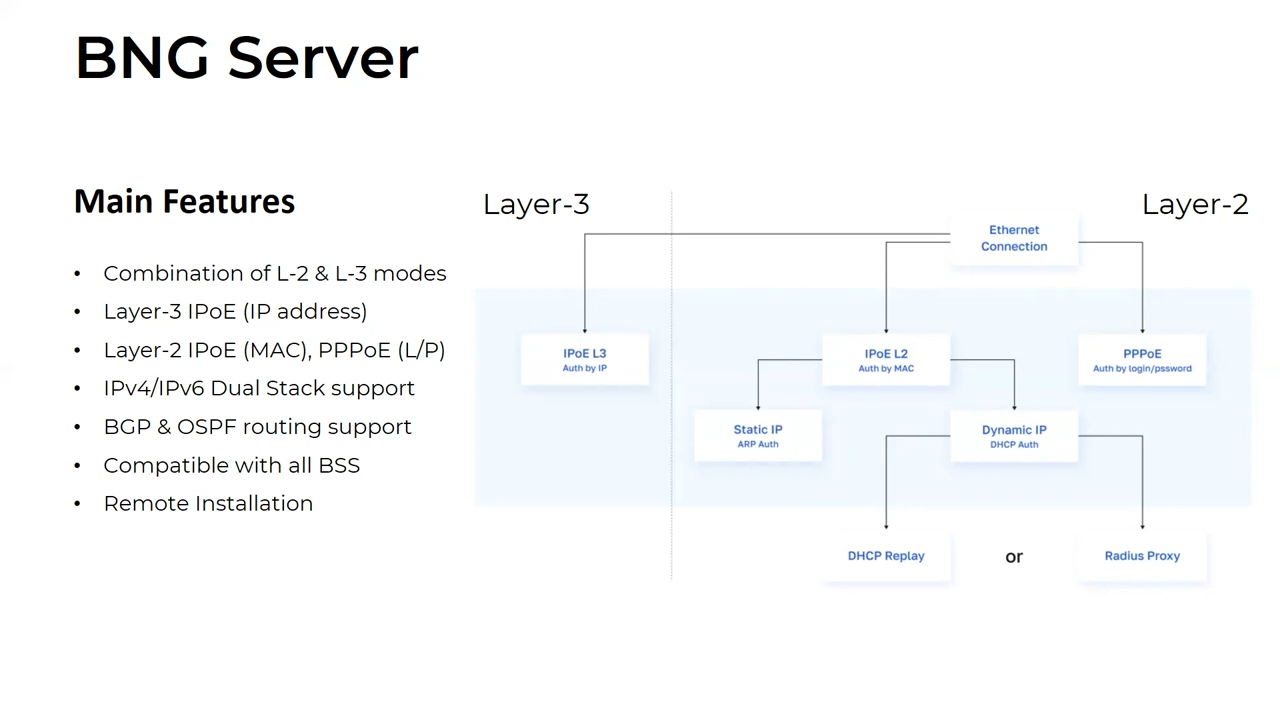 BNG Server
Main Features
• Combination of L-2 & L-3 modes
• Layer-3 IPoE (IP address)
• Layer-2 IPoE (MAC), PPPoE (L/P)
• IPv4/IPv6 Dual Stack support
• BGP & OSPF routing support
• Compatible with all BSS
• Remote Installation
Layer-3
Layer-2
Ethernet
Connection
IPoE L3
Auth by IP
IPoE L2
Auth by MAC
PPPoE
Auth by login/pssword
Static IP
ARP Auth
Dynamic IP
DHCP Auth
DHCP Replay
or
Radius Proxy